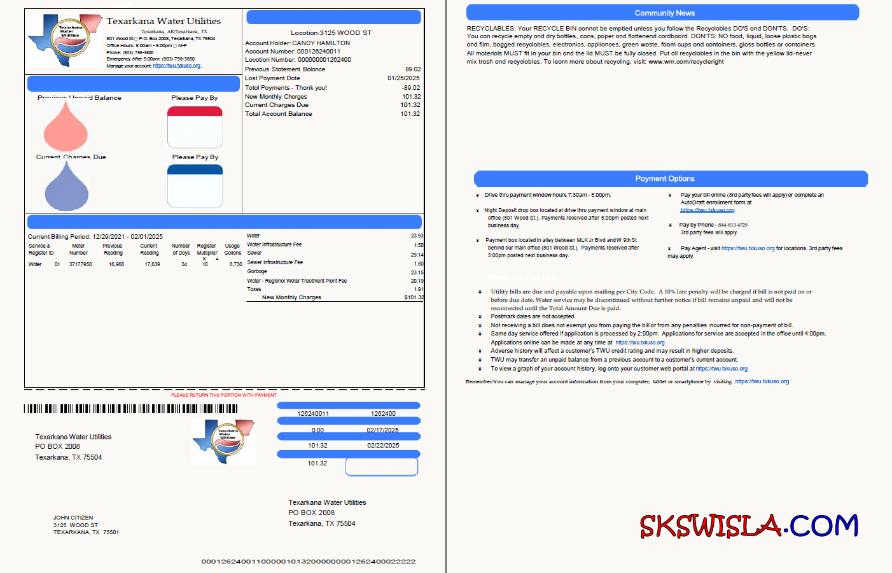 Texarkana Water Utilities
Texarkana, AR/Texarkana, TX
801 Wood St., P.O. Box 2008, Texarkana, TX 75504
Office Hours: 8:00am - 5:00pm M-F
Phone: (903) 798-3800
Emergency After 5:00pm: (903) 798-3850
Manage your account: https://twu.txkusa.org.
Location:3125 WOOD ST
Account Holder: CANDY HAMILTON
Account Number: 00011262400
Location Number: 0000000001262400
Previous Statement Balance 89.02
Last Payment Date 01/25/2025
Total Payments - Thank you! -89.02
New Monthly Charges 101.32
Current Charges Due 101.32
Total Account Balance 101.32
Previous Unpaid Balance Please Pay By
Current Charges Due Please Pay By
Current Billing Period: 12/29/2021 - 02/01/2025
Service & Register ID Meter Number Previous Reading Current Reading Number of Days Register Multiplier Usage Gallons
x =
Water 01 37177950 16,966 17,639 34 10 6,730
Water 23.53
Water Infrastructure Fee 1.50
Sewer 29.14
Sewer Infrastructure Fee 1.50
Garbage 23.15
Water - Regional Water Treatment Plant Fee 20.19
Taxes 1.91
New Monthly Charges $101.32
PLEASE RETURN THIS PORTION WITH PAYMENT
126240011 1262400
0.00 02/17/2025
101.32 02/22/2025
101.32
Texarkana Water Utilities
PO BOX 2008
Texarkana, TX 75504
JOHN CITIZEN
3125 WOOD ST
TEXARKANA, TX 75501
Texarkana Water Utilities
PO BOX 2008
Texarkana, TX 75504
Community News
RECYCLABLES: Your RECYCLE BIN cannot be emptied unless you follow the Recyclables DO'S and DON'TS. DO'S:
You can recycle empty and dry bottles, cans, paper and flattened cardboard. DON'TS: NO food, liquid, loose plastic bags
and film, bagged recyclables, electronics, appliances, green waste, foam cups and containers, glass bottles or containers.
All materials MUST fit in your bin and the lid MUST be fully closed. Put all recyclables in the bin with the yellow lid-never
mix trash and recyclables. To learn more about recycling, visit: www.wm.com/recycleright
Payment Options
¥ Drive thru payment window hours 7:30am - 5:00pm.
¥ Night Deposit drop box located at drive thru payment window at main
office (801 Wood St.). Payments received after 5:00pm posted next
business day.
¥ Payment box located in alley between MLK Jr Blvd and W 9th St
behind our main office (801 Wood St.). Payments received after
5:00pm posted next business day.
¥ Pay your bill online (3rd party fees will apply) or complete an
AutoDraft enrollment form at
https://twu.txkusa.org
¥ Pay by Phone - 844-813-6729
3rd party fees will apply.
¥ Pay Agent - visit https://twu.txkusa.org for locations. 3rd party fees
may apply.
¥ Utility bills are due and payable upon mailing per City Code. A 10% late penalty will be charged if bill is not paid on or
before due date. Water service may be discontinued without further notice if bill remains unpaid and will not be
reconnected until the Total Amount Due is paid.
¥ Postmark dates are not accepted.
¥ Not receiving a bill does not exempt you from paying the bill or from any penalties incurred for non-payment of bill.
¥ Same day service offered if application is processed by 2:00pm. Applications for service are accepted in the office until 4:00pm.
Applications online can be made at any time at https://twu.txkusa.org
¥ Adverse history will affect a customer's TWU credit rating and may result in higher deposits.
¥ TWU may transfer an unpaid balance from a previous account to a customer's current account.
¥ To view a graph of your account history, log onto your customer web portal at https://twu.txkusa.org
Remember:You can manage your account information from your computer, tablet or smartphone by visiting https://twu.txkusa.org
SKSWISLA.COM